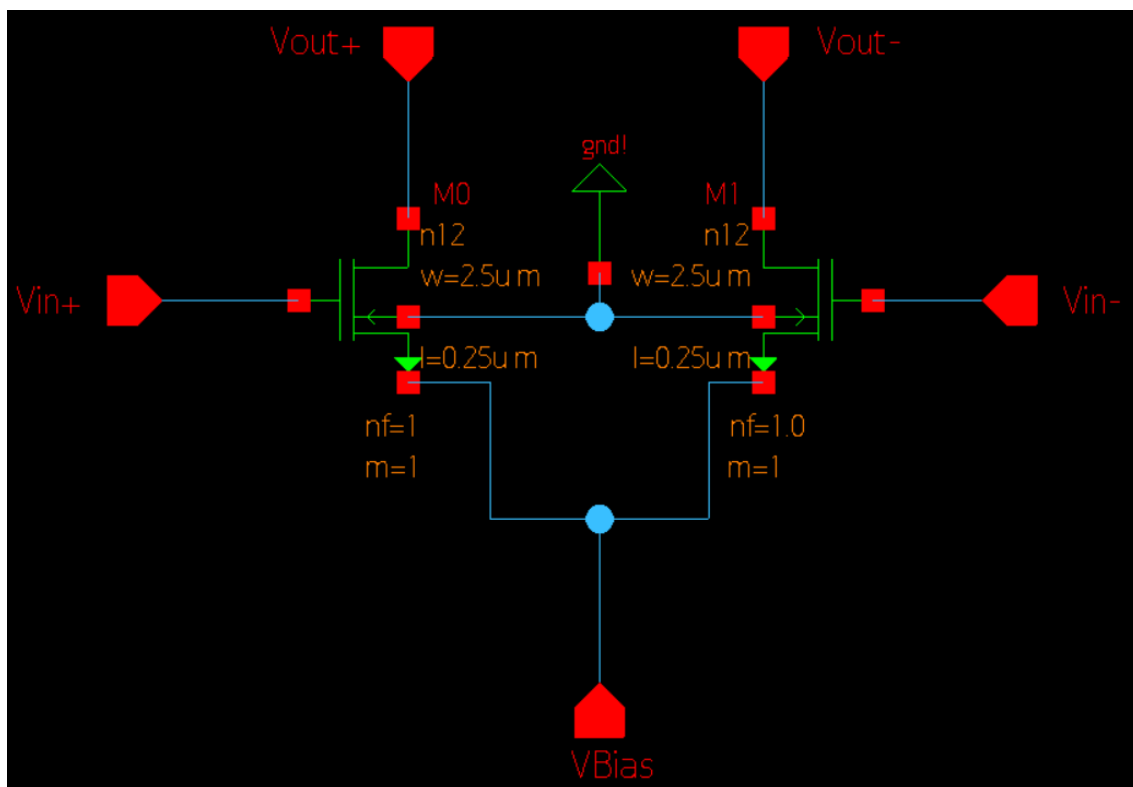 Vout+
Vout-
gnd!
M0
M1
n12
n12
w=2.5u m
w=2.5u m
Vin+
Vin-
l=0.25u m
l=0.25u m
nf=1
nf=1.0
m=1
m=1
VBias